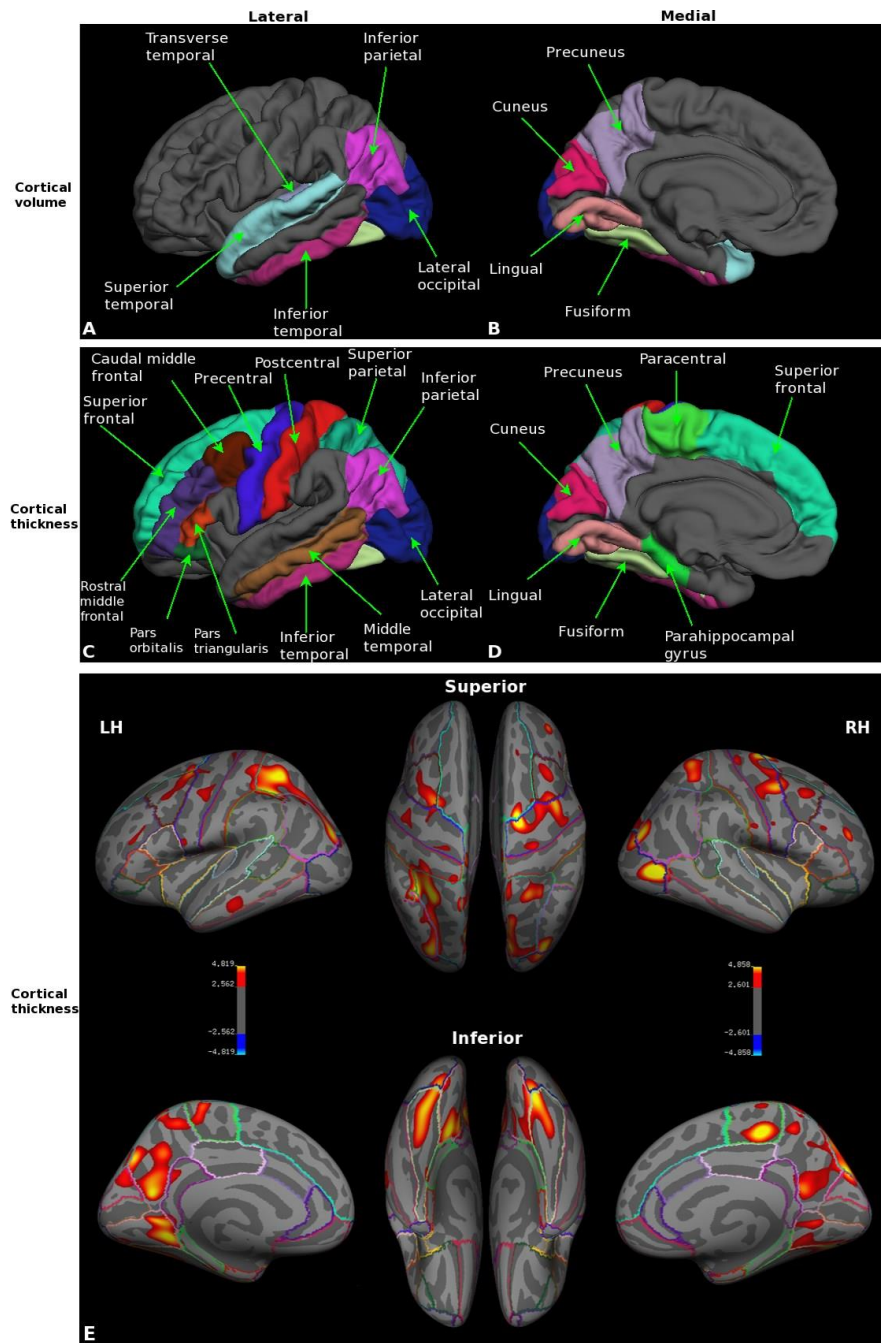 Lateral
Medial
Transverse
temporal
Inferior
parietal
Precuneus
Cuneus
Cortical
volume
Superior
temporal
Inferior
temporal
Lateral
occipital
Lingual
Fusiform
A
B
Caudal middle
frontal
Precentral
Postcentral
Superior
parietal
Inferior
parietal
Superior
frontal
Precuneus
Paracentral
Superior
frontal
Cuneus
Cortical
thickness
Rostral
middle
frontal
Pars
orbitalis
Pars
triangularis
Inferior
temporal
Middle
temporal
Lateral
occipital
Lingual
Fusiform
Parahippocampal
gyrus
C
D
Superior
LH
RH
4.819
2.562
-2.562
-4.819
4.858
2.601
-2.601
-4.858
Cortical
thickness
Inferior
E